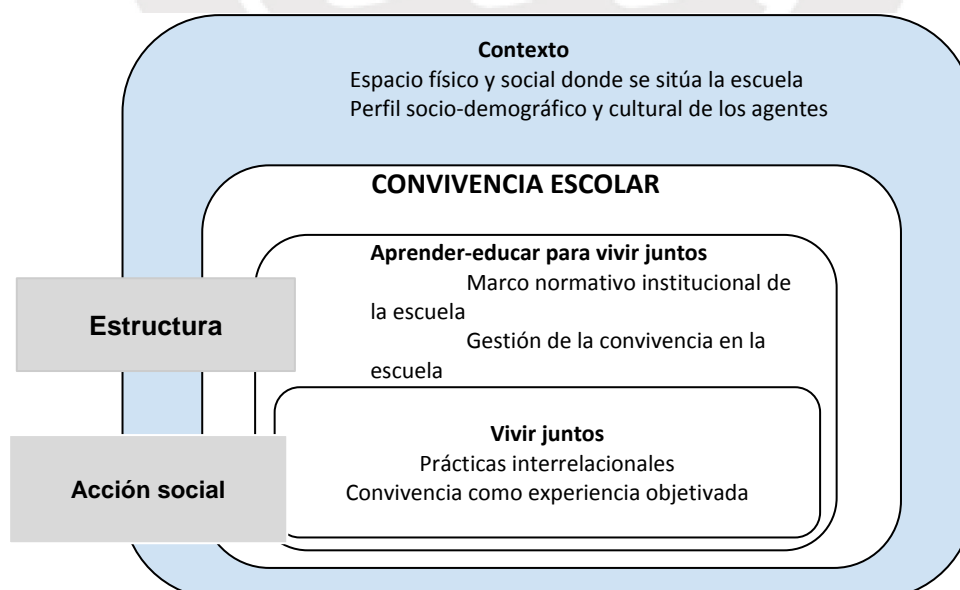 Contexto
Espacio físico y social donde se sitúa la escuela
Perfil socio-demográfico y cultural de los agentes
CONVIVENCIA ESCOLAR
Aprender-educar para vivir juntos
Marco normativo institucional de
la escuela
Gestión de la convivencia en la
escuela
Estructura
Vivir juntos
Prácticas interrelacionales
Convivencia como experiencia objetivada
Acción social